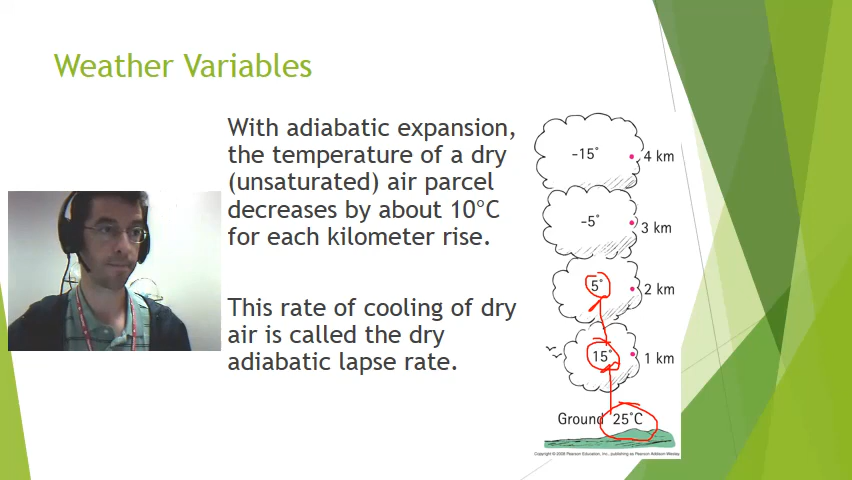 Weather Variables
With adiabatic expansion,
the temperature of a dry
(unsaturated) air parcel
decreases by about 10°C
for each kilometer rise.
This rate of cooling of dry
air is called the dry
adiabatic lapse rate.
-15°
4 km
-5°
3 km
5°
2 km
15°
1 km
Ground 25°C
Copyright © 2008 Pearson Education, Inc., publishing as Pearson Addison Wesley.